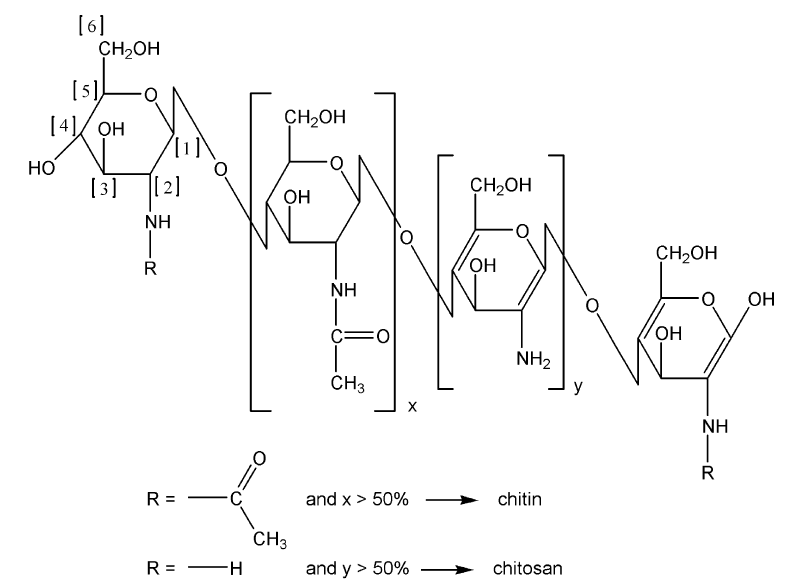 [6]
CH2OH
[5]
O
[4]
OH
[1]
HO
[3]
[2]
O
NH
R
CH2OH
O
OH
O
NH
C
O
CH3
x
CH2OH
O
OH
O
NH2
y
CH2OH
O
OH
OH
NH
R
O
R = C and x > 50% chitin
CH3
R = H and y > 50% chitosan